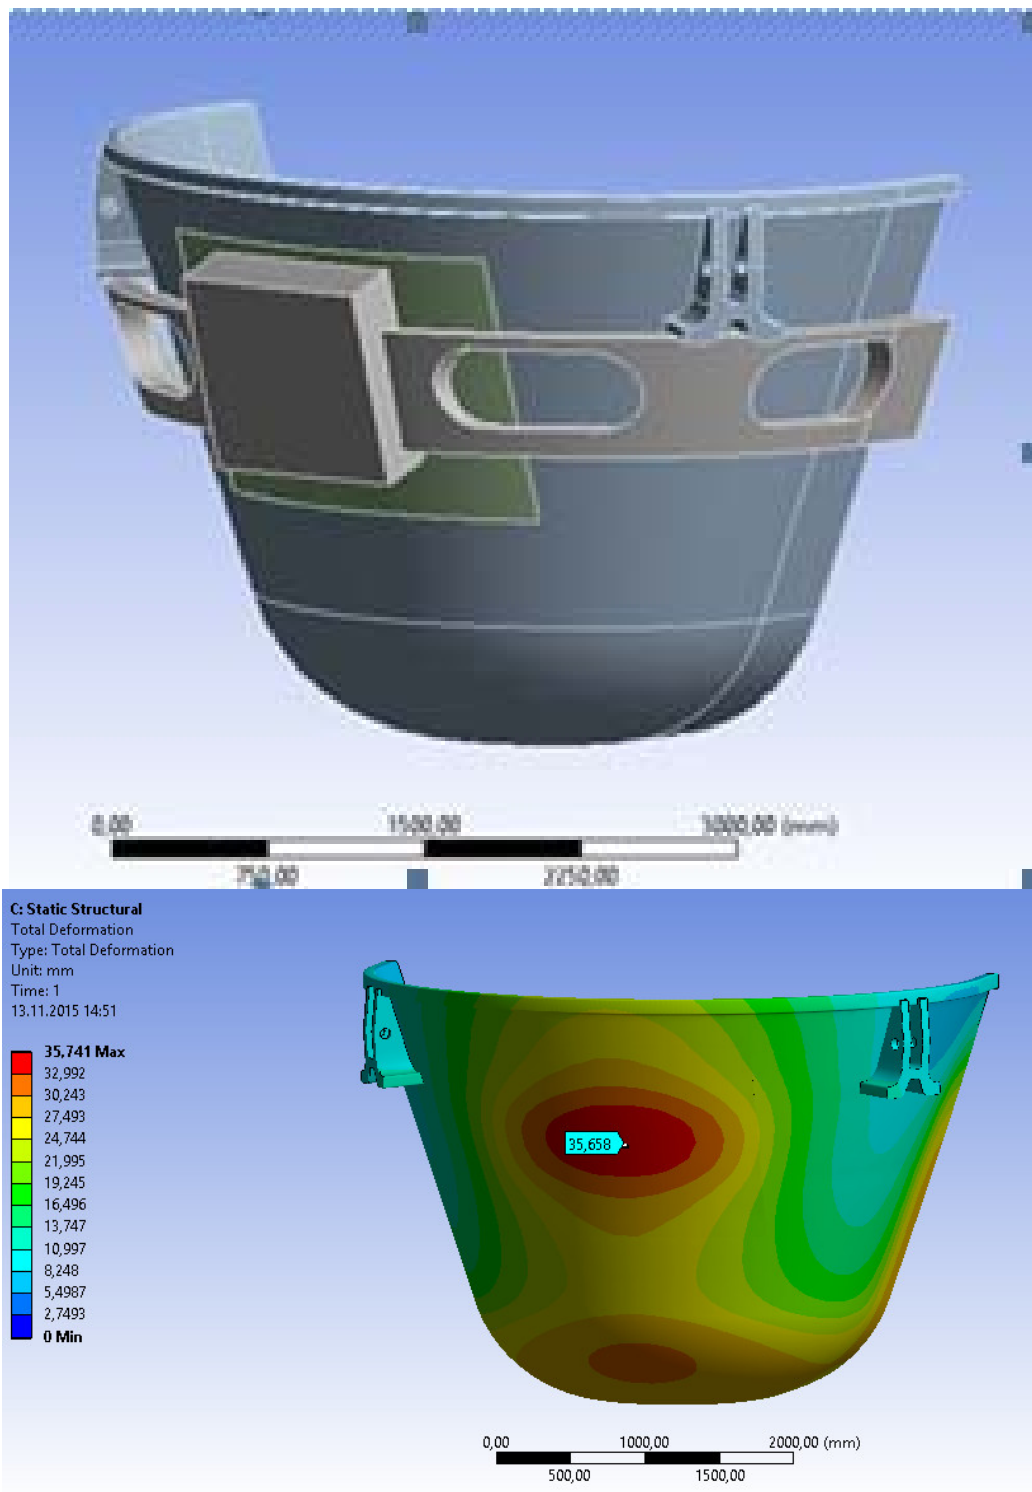 0,00 1500,00 3000,00 (mm)
750,00 2250,00
C: Static Structural
Total Deformation
Type: Total Deformation
Unit: mm
Time: 1
13.11.2015 14:51
35,741 Max
32,992
30,243
27,493
24,744
21,995
19,245
16,496
13,747
10,997
8,248
5,4987
2,7493
0 Min
35,658
0,00 1000,00 2000,00 (mm)
500,00 1500,00